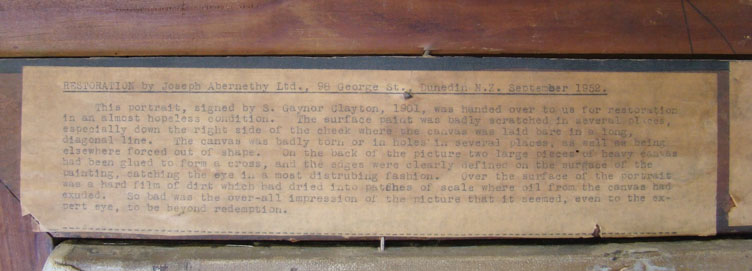 RESTORATION by Joseph Abernethy Ltd., 98 George St., Dunedin N.Z. September 1952.
This portrait, signed by S. Gaynor Clayton, 1901, was handed over to us for restoration
in an almost hopeless condition. The surface paint was badly scratched in several places,
especially down the right side of the cheek where the canvas was laid bare in a long,
diagonal line. The canvas was badly torn or in holes in several places, as well as being
elsewhere forced out of shape. On the back of the picture two large pieces of heavy canvas
had been glued to form a cross, and the edges of this clearly defined on the surface of the
painting, catching the eye in a most distrubing fashion. Over the surface of the portrait
was a hard film of dirt which had dried into patches of scale where oil from the canvas had
exuded. So bad was the over-all impression of the picture that it seemed, even to the ex-
pert eye, to be beyond redemption.